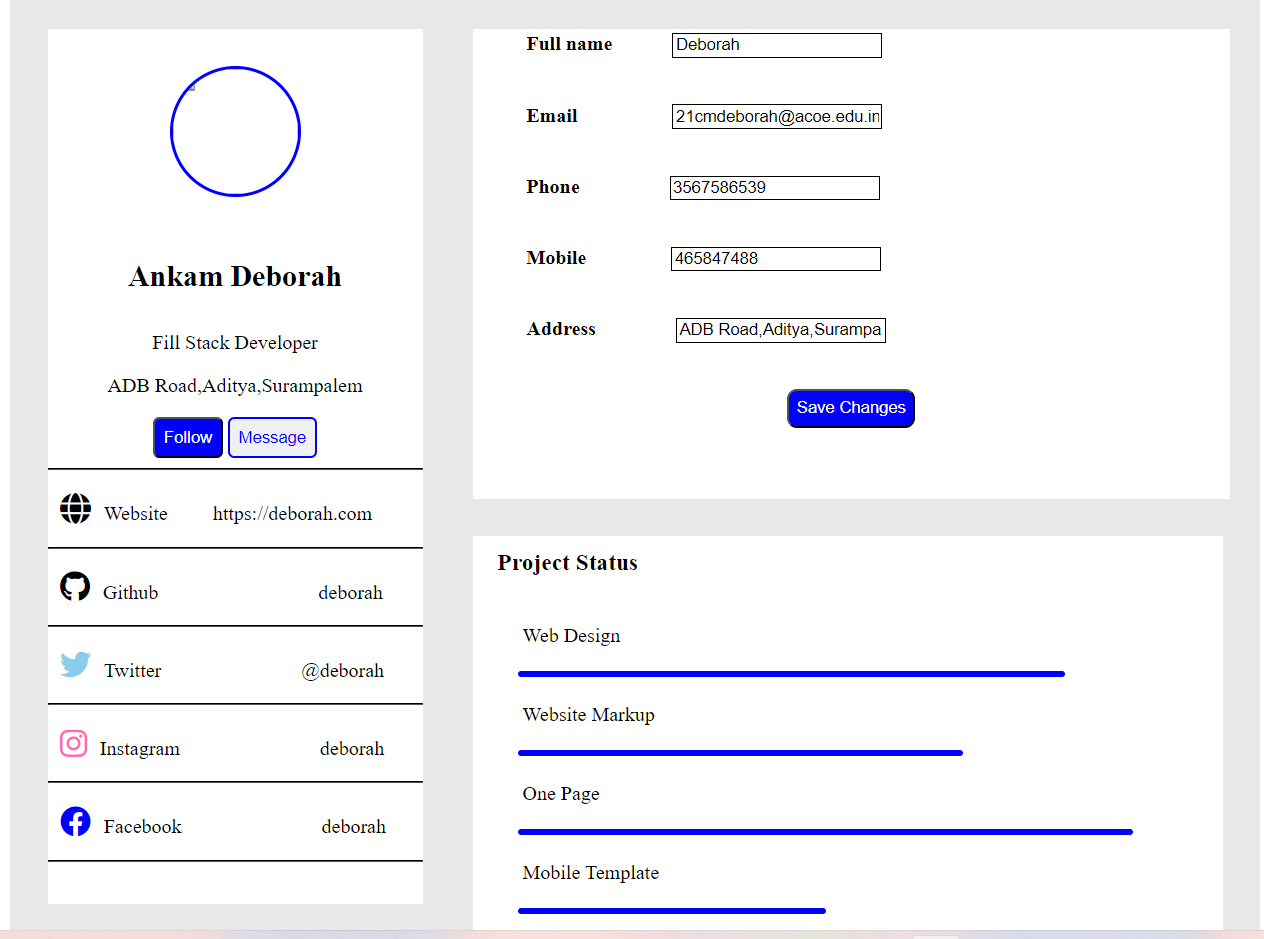 Ankam Deborah
Fill Stack Developer
ADB Road,Aditya,Surampalem
Follow Message
Website https://deborah.com
Github deborah
Twitter @deborah
Instagram deborah
Facebook deborah
Full name Deborah
Email 21cmdeborah@acoe.edu.in
Phone 3567586539
Mobile 465847488
Address ADB Road,Aditya,Surampa
Save Changes
Project Status
Web Design
Website Markup
One Page
Mobile Template